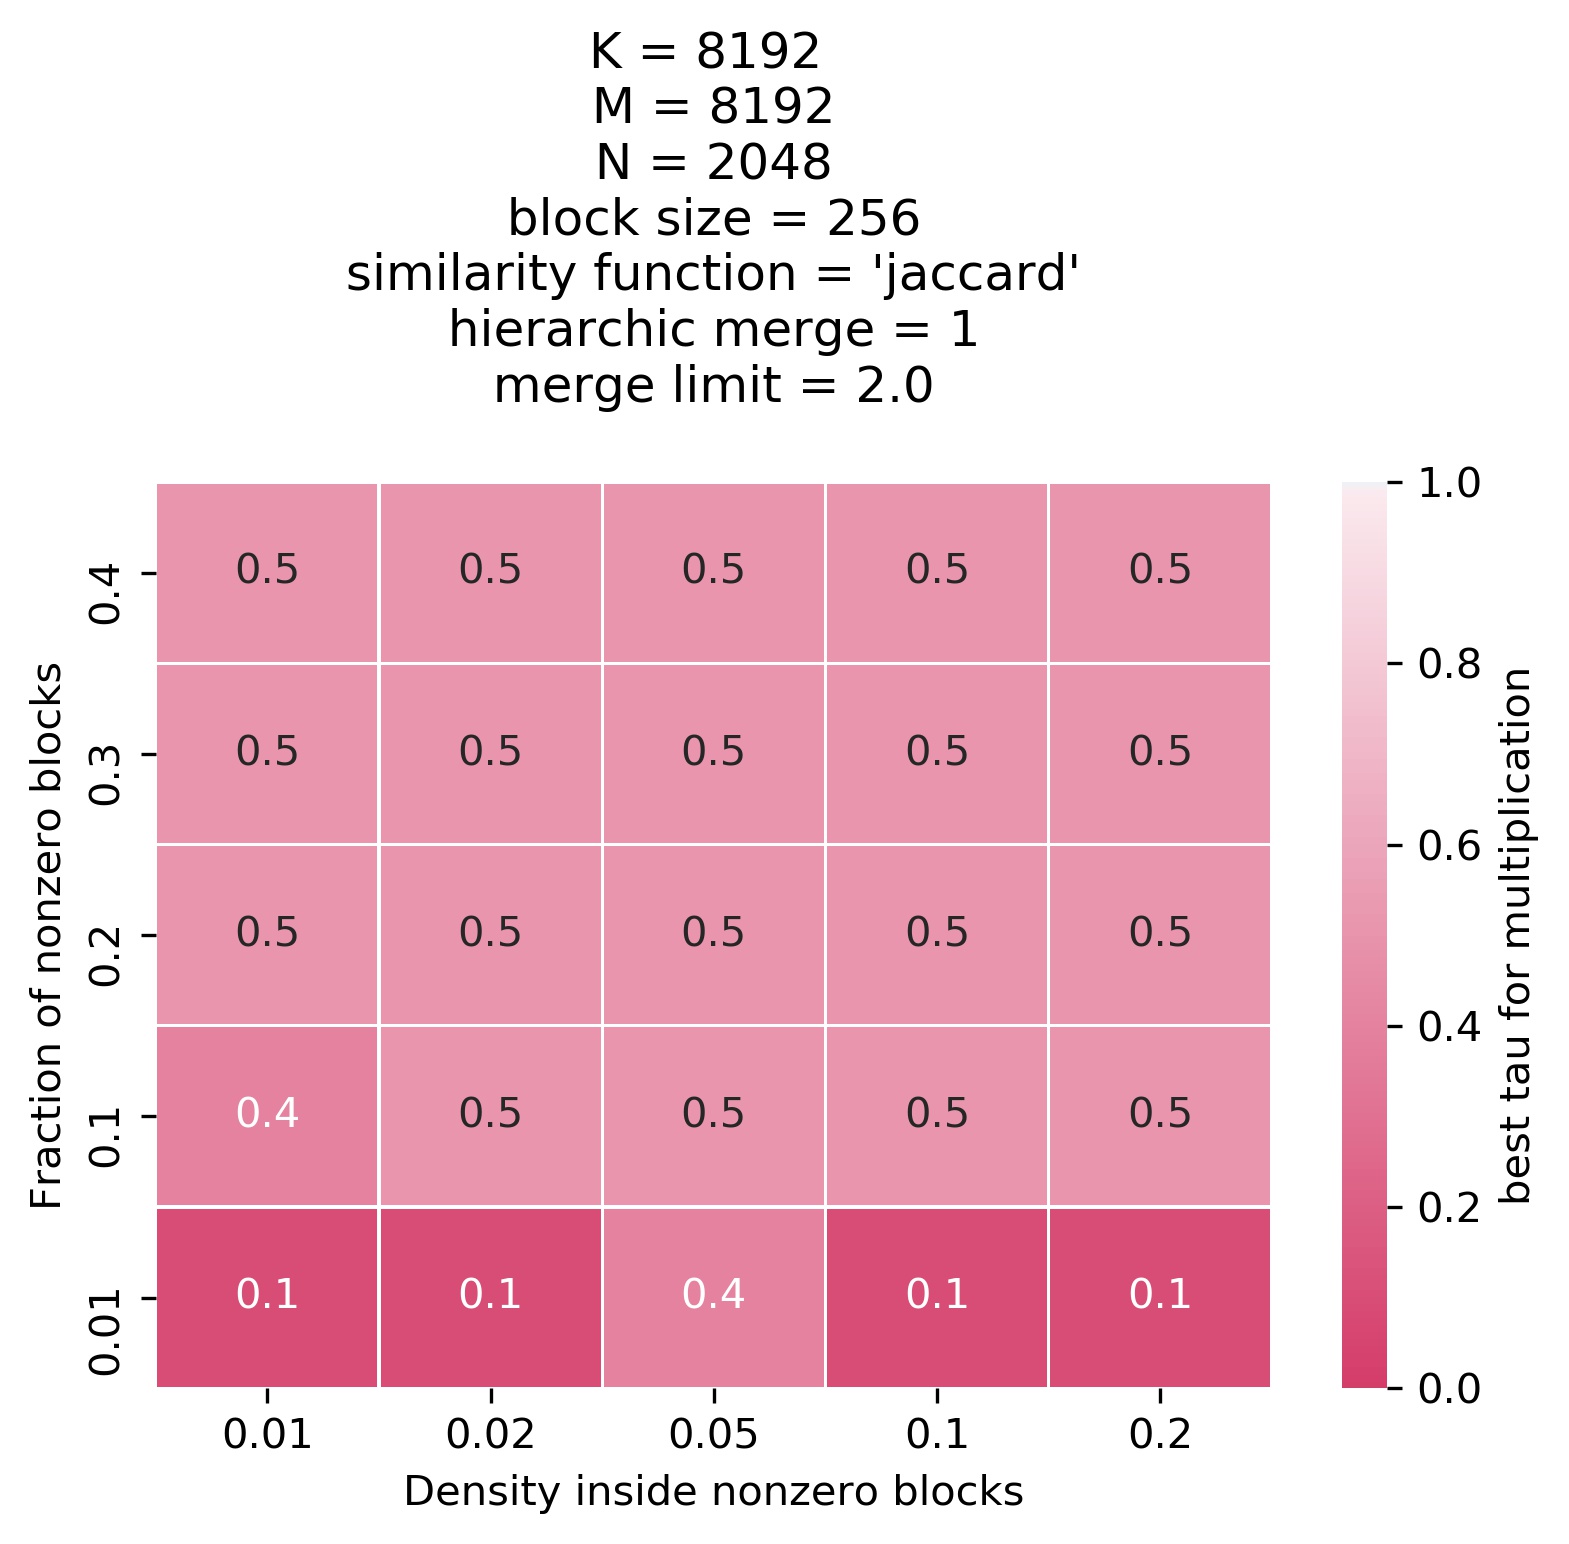 K = 8192
M = 8192
N = 2048
block size = 256
similarity function = 'jaccard'
hierarchic merge = 1
merge limit = 2.0
Fraction of nonzero blocks
0.4 0.5 0.5 0.5 0.5 0.5
0.3 0.5 0.5 0.5 0.5 0.5
0.2 0.5 0.5 0.5 0.5 0.5
0.1 0.4 0.5 0.5 0.5 0.5
0.01 0.1 0.1 0.4 0.1 0.1
0.01 0.02 0.05 0.1 0.2
Density inside nonzero blocks
1.0
0.8
0.6
0.4
0.2
0.0
best tau for multiplication